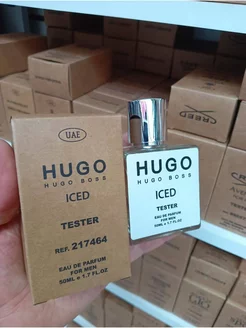 UAE
HUGO
HUGO BOSS
ICED
TESTER
REF. 217464
EAU DE PARFUM
FOR MEN
50ML e 1.7 FL.OZ
HUGO
HUGO BOSS
ICED
TESTER
EAU DE PARFUM
FOR MEN
50ML e 1.7 FL.OZ
CREED